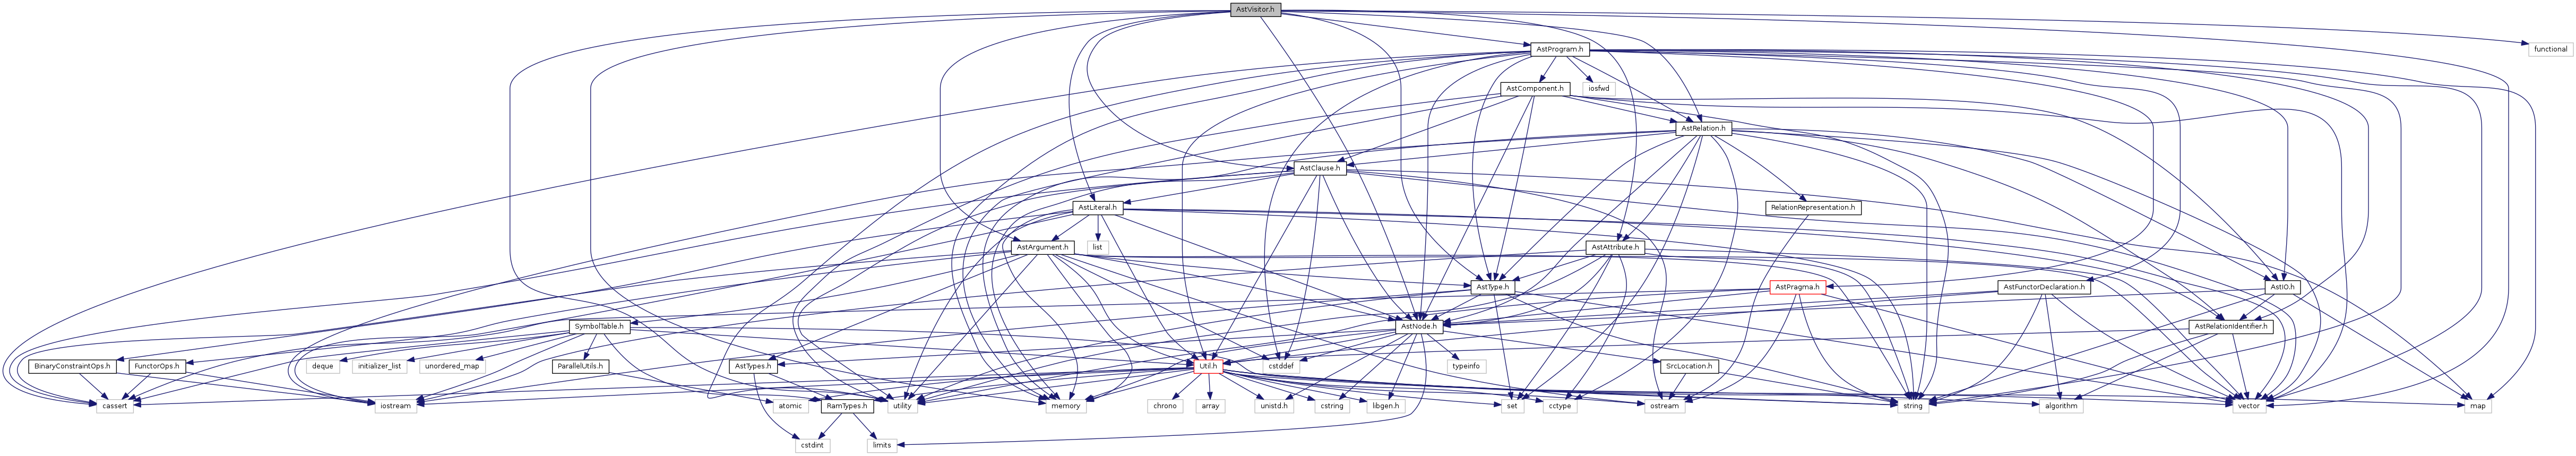 AstVisitor.h
AstProgram.h
functional
AstComponent.h
iosfwd
AstRelation.h
AstClause.h
AstLiteral.h
RelationRepresentation.h
AstArgument.h
list
AstAttribute.h
AstType.h
AstPragma.h
AstFunctorDeclaration.h
AstIO.h
SymbolTable.h
AstNode.h
AstRelationIdentifier.h
BinaryConstraintOps.h
FunctorOps.h
deque
initializer_list
unordered_map
ParallelUtils.h
AstTypes.h
Util.h
cstddef
typeinfo
SrcLocation.h
cassert
iostream
atomic
RamTypes.h
utility
memory
chrono
array
unistd.h
cstring
libgen.h
set
cctype
ostream
string
algorithm
vector
map
cstdint
limits